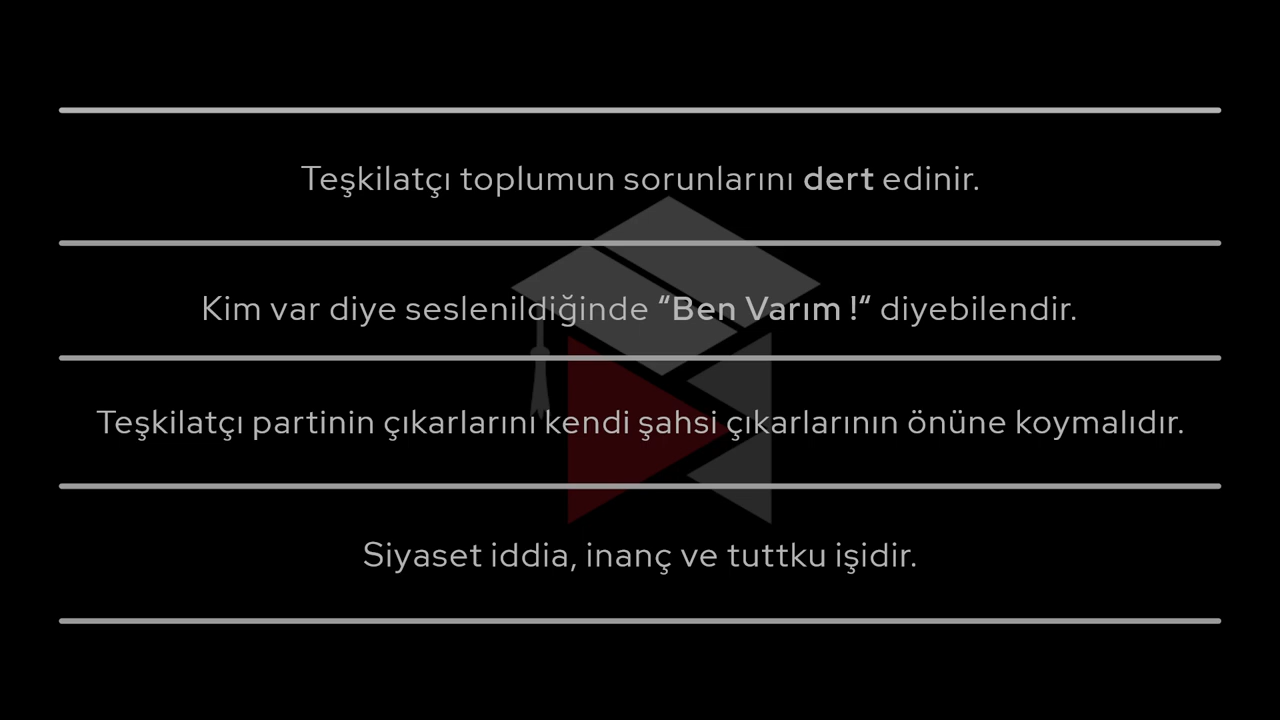 Teşkilatçı toplumun sorunlarını dert edinir.
Kim var diye seslenildiğinde “Ben Varım !“ diyebilendir.
Teşkilatçı partinin çıkarlarını kendi şahsi çıkarlarının önüne koymalıdır.
Siyaset iddia, inanç ve tuttku işidir.